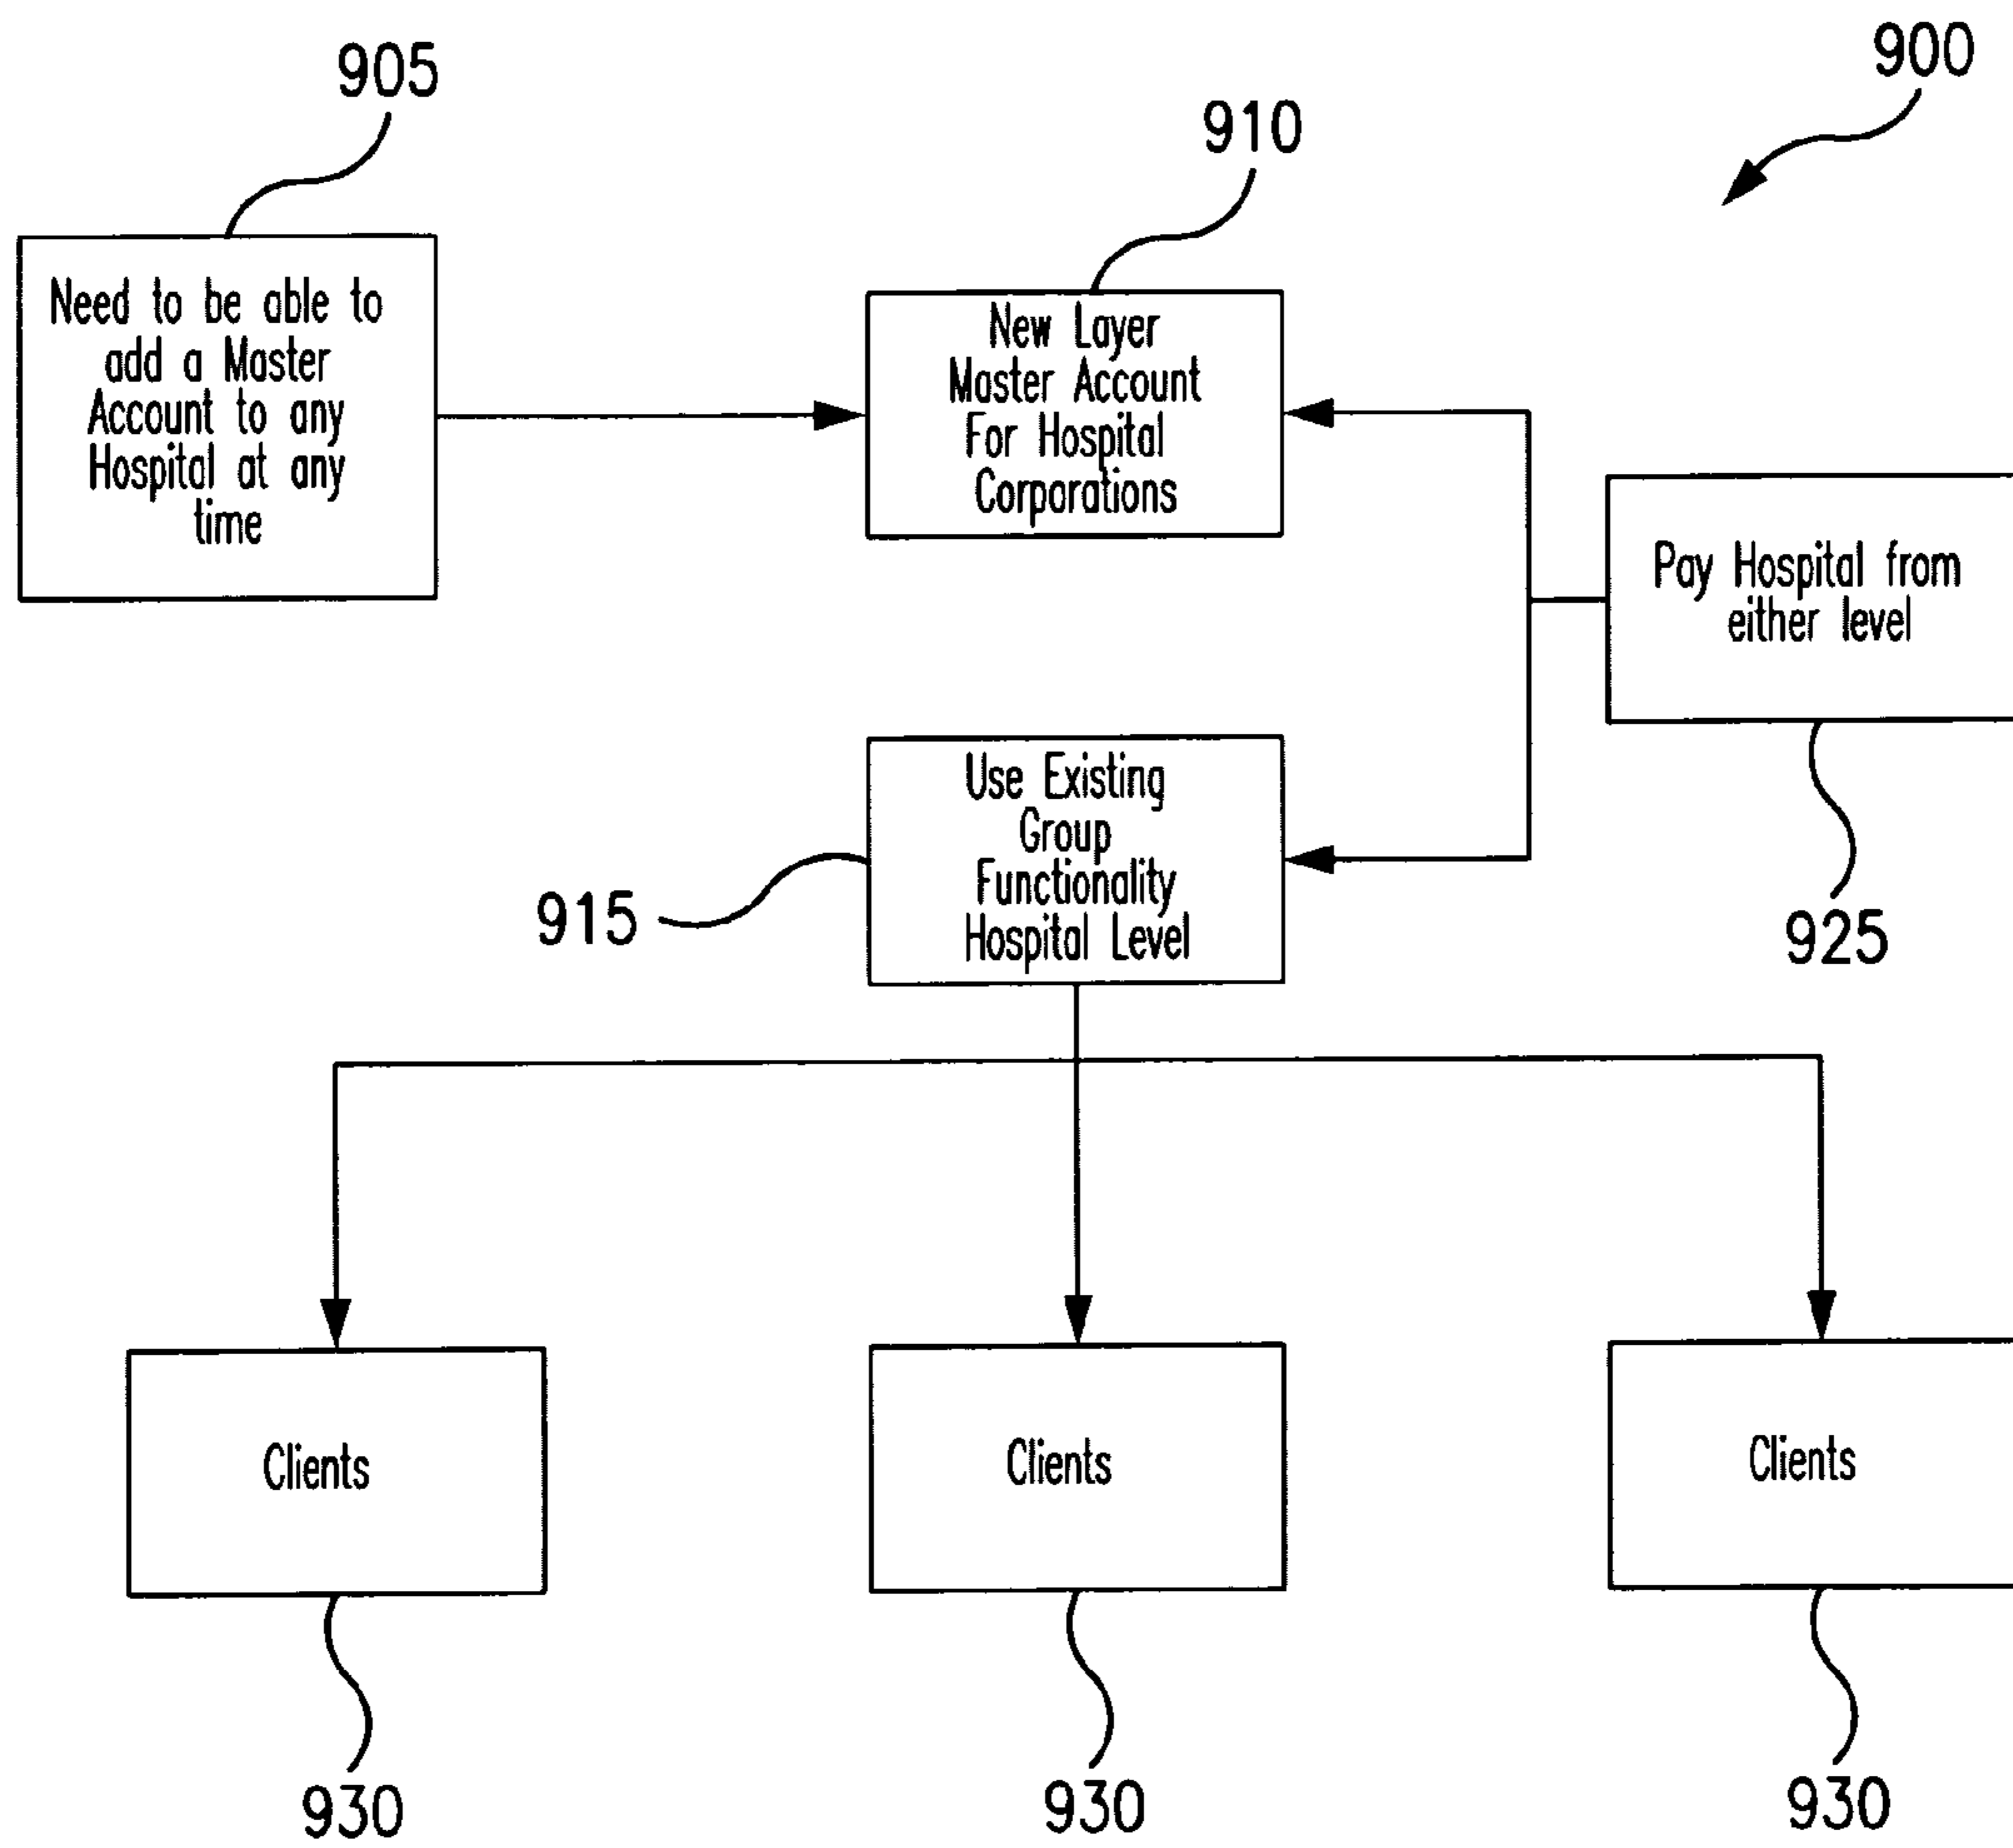 905
900
910
Need to be able to
add a Master
Account to any
Hospital at any
time
New Layer
Master Account
For Hospital
Corporations
Pay Hospital from
either level
Use Existing
Group
Functionality
Hospital Level
915
925
Clients
Clients
Clients
930
930
930